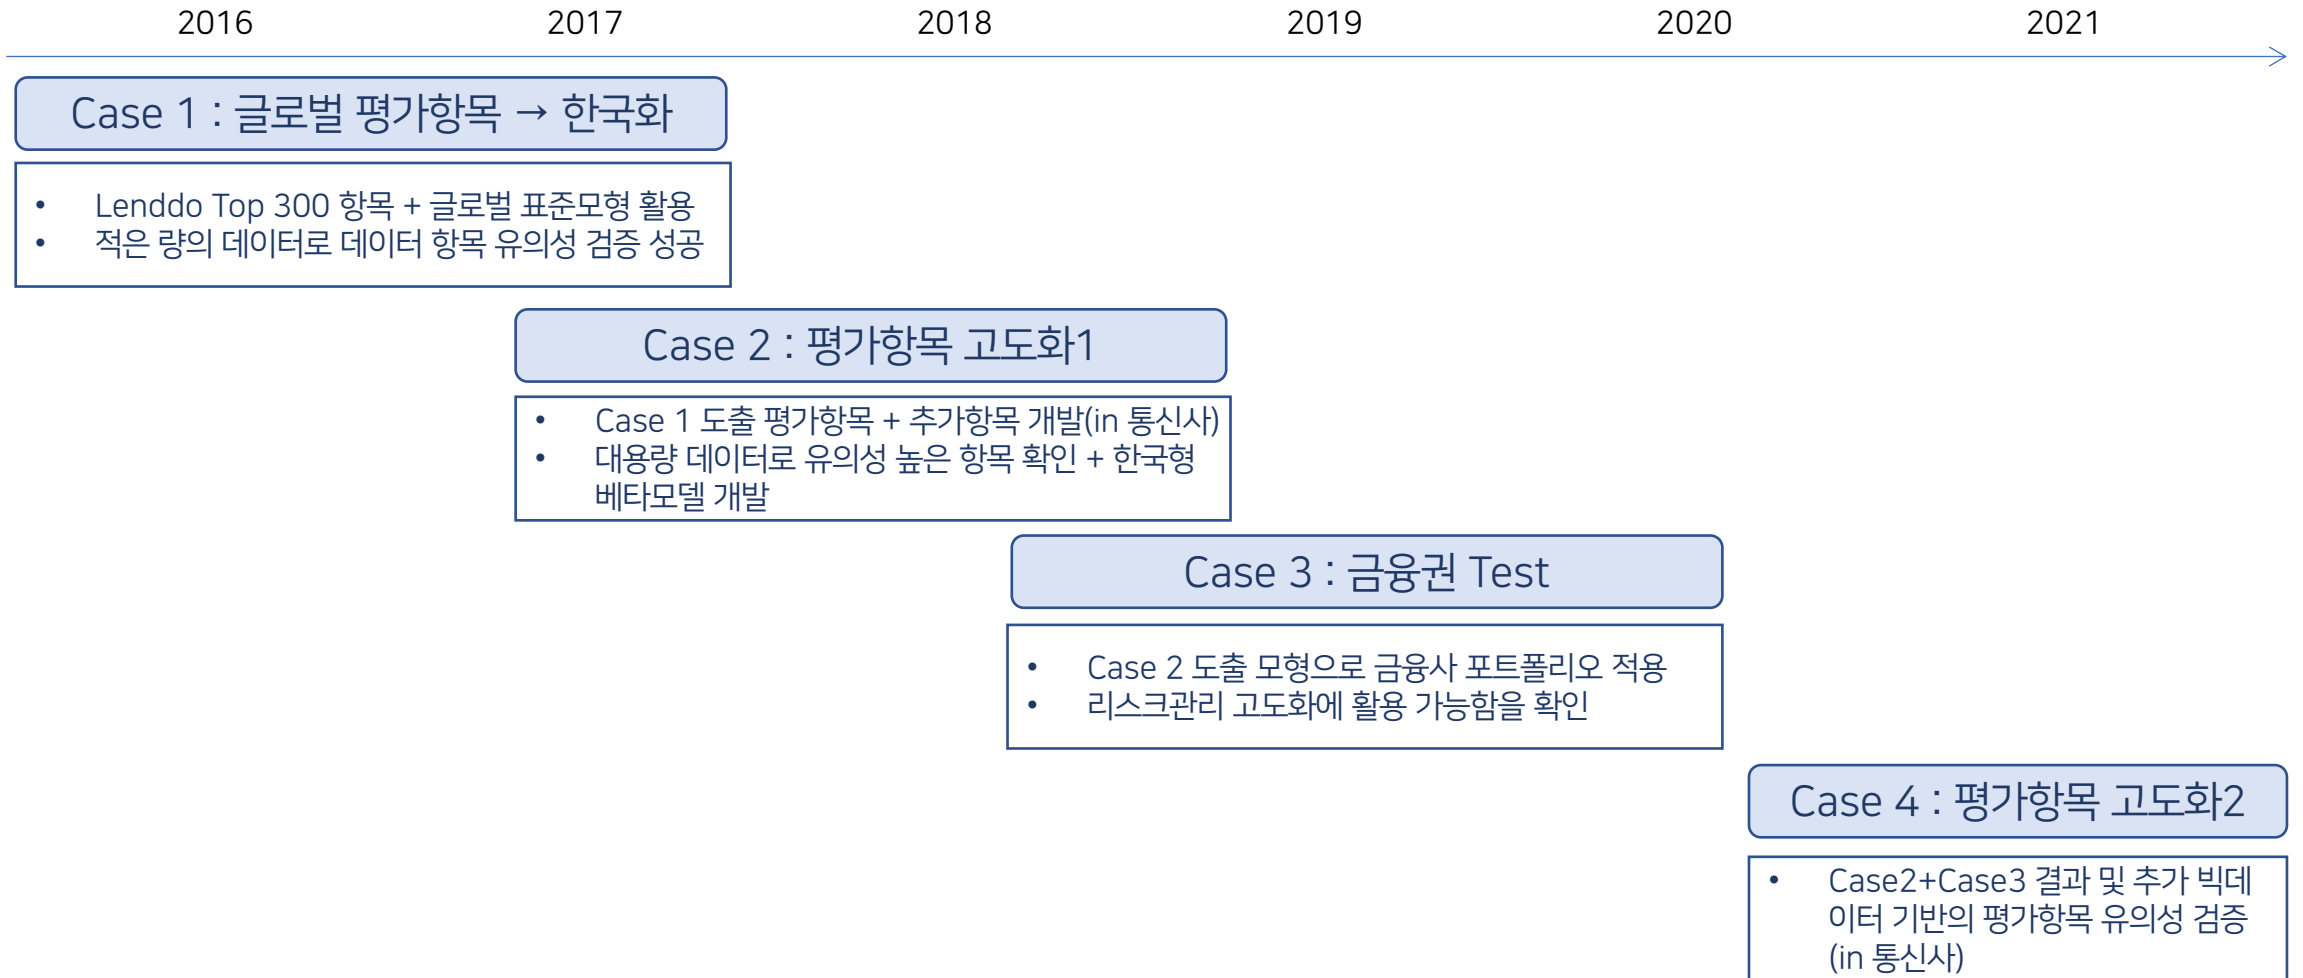 2016 2017 2018 2019 2020 2021
Case 1 : 글로벌 평가항목 → 한국화
• Lenddo Top 300 항목 + 글로벌 표준모형 활용
• 적은 량의 데이터로 데이터 항목 유의성 검증 성공
Case 2 : 평가항목 고도화1
• Case 1 도출 평가항목 + 추가항목 개발(in 통신사)
• 대용량 데이터로 유의성 높은 항목 확인 + 한국형
베타모델 개발
Case 3 : 금융권 Test
• Case 2 도출 모형으로 금융사 포트폴리오 적용
• 리스크관리 고도화에 활용 가능함을 확인
Case 4 : 평가항목 고도화2
• Case2+Case3 결과 및 추가 빅데
이터 기반의 평가항목 유의성 검증
(in 통신사)